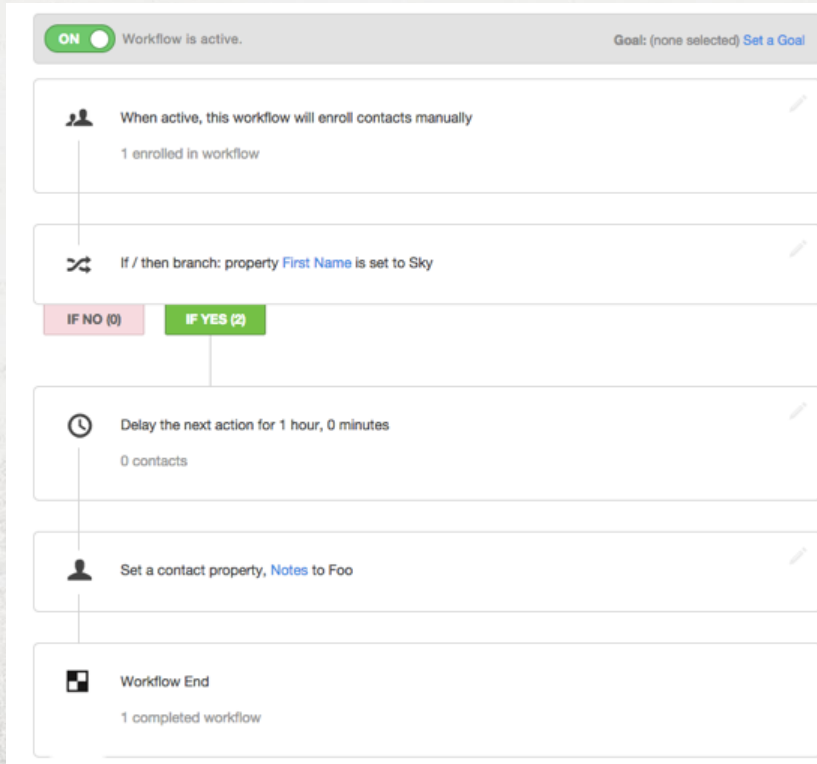 ON Workflow is active. Goal: (none selected) Set a Goal
When active, this workflow will enroll contacts manually
1 enrolled in workflow
If / then branch: property First Name is set to Sky
IF NO (0) IF YES (2)
Delay the next action for 1 hour, 0 minutes
0 contacts
Set a contact property, Notes to Foo
Workflow End
1 completed workflow